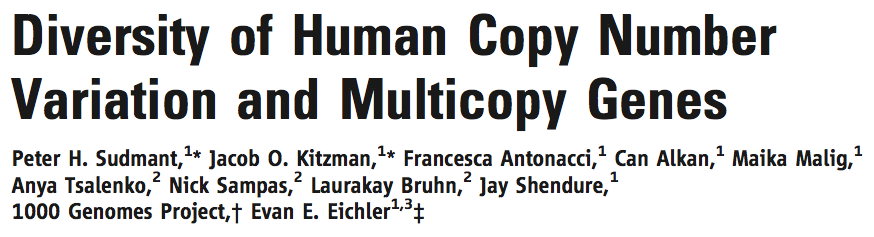 Diversity of Human Copy Number
Variation and Multicopy Genes
Peter H. Sudmant,¹* Jacob O. Kitzman,¹* Francesca Antonacci,¹ Can Alkan,¹ Maika Malig,¹
Anya Tsalenko,² Nick Sampas,² Laurakay Bruhn,² Jay Shendure,¹
1000 Genomes Project,† Evan E. Eichler¹,³‡